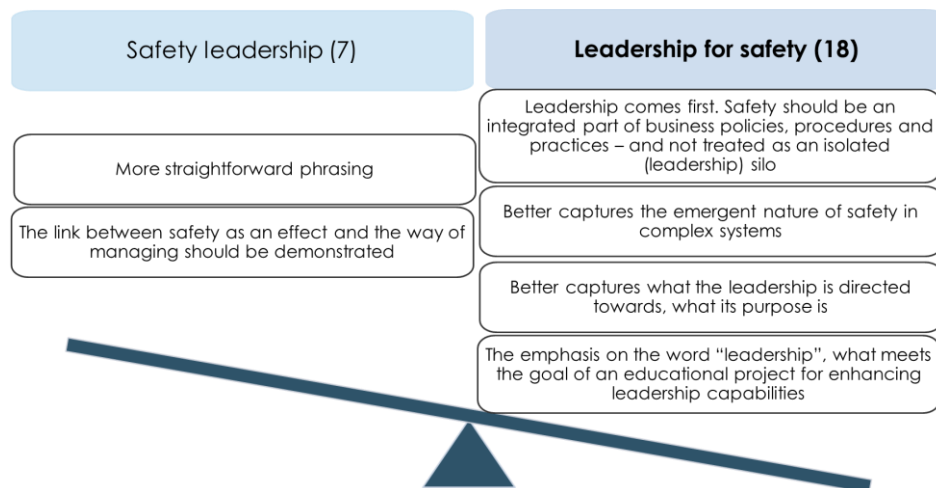 Safety leadership (7)
More straightforward phrasing
The link between safety as an effect and the way of
managing should be demonstrated
Leadership for safety (18)
Leadership comes first. Safety should be an
integrated part of business policies, procedures and
practices – and not treated as an isolated
(leadership) silo
Better captures the emergent nature of safety in
complex systems
Better captures what the leadership is directed
towards, what its purpose is
The emphasis on the word “leadership”, what meets
the goal of an educational project for enhancing
leadership capabilities